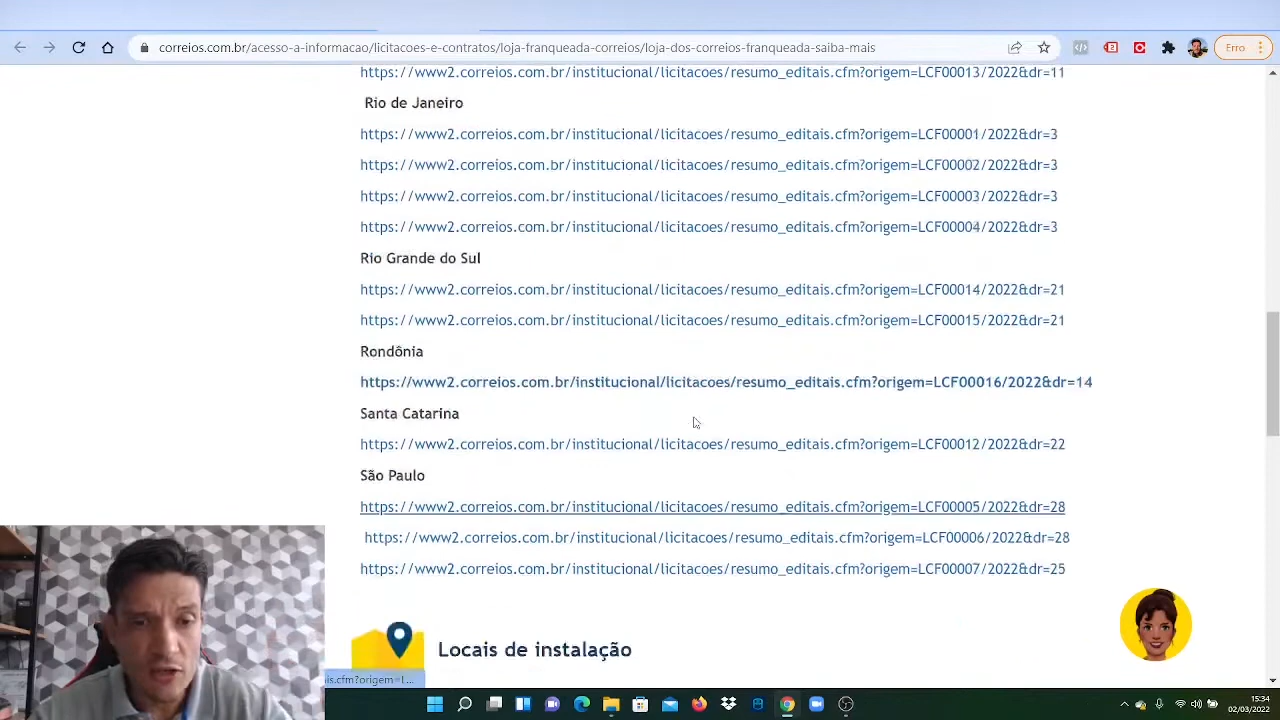 correios.com.br/acesso-a-informacao/licitacoes-e-contratos/loja-franqueada-correios/loja-dos-correios-franqueada-saiba-mais
Erro
https://www2.correios.com.br/institucional/licitacoes/resumo_editais.cfm?origem=LCF00013/2022&dr=11
Rio de Janeiro
https://www2.correios.com.br/institucional/licitacoes/resumo_editais.cfm?origem=LCF00001/2022&dr=3
https://www2.correios.com.br/institucional/licitacoes/resumo_editais.cfm?origem=LCF00002/2022&dr=3
https://www2.correios.com.br/institucional/licitacoes/resumo_editais.cfm?origem=LCF00003/2022&dr=3
https://www2.correios.com.br/institucional/licitacoes/resumo_editais.cfm?origem=LCF00004/2022&dr=3
Rio Grande do Sul
https://www2.correios.com.br/institucional/licitacoes/resumo_editais.cfm?origem=LCF00014/2022&dr=21
https://www2.correios.com.br/institucional/licitacoes/resumo_editais.cfm?origem=LCF00015/2022&dr=21
Rondônia
https://www2.correios.com.br/institucional/licitacoes/resumo_editais.cfm?origem=LCF00016/2022&dr=14
Santa Catarina
https://www2.correios.com.br/institucional/licitacoes/resumo_editais.cfm?origem=LCF00012/2022&dr=22
São Paulo
https://www2.correios.com.br/institucional/licitacoes/resumo_editais.cfm?origem=LCF00005/2022&dr=28
https://www2.correios.com.br/institucional/licitacoes/resumo_editais.cfm?origem=LCF00006/2022&dr=28
https://www2.correios.com.br/institucional/licitacoes/resumo_editais.cfm?origem=LCF00007/2022&dr=25
Locais de instalação
ais.cfm?origem=L...
15:34
02/03/2022